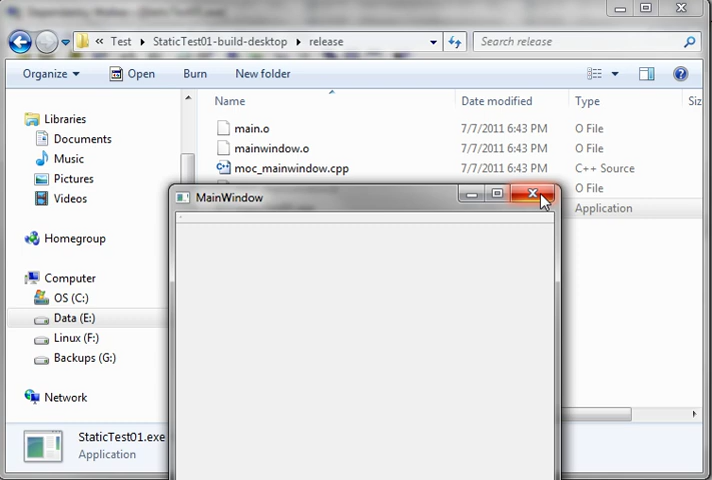 Test StaticTest01-build-desktop release
Search release
Organize Open Burn New folder
Name Date modified Type
Libraries
Documents
Music
Pictures
Videos
Homegroup
Computer
OS (C:)
Data (E:)
Linux (F:)
Backups (G:)
Network
main.o 7/7/2011 6:43 PM O File
mainwindow.o 7/7/2011 6:43 PM O File
moc_mainwindow.cpp 7/7/2011 6:43 PM C++ Source
O File
Application
MainWindow
StaticTest01.exe
Application